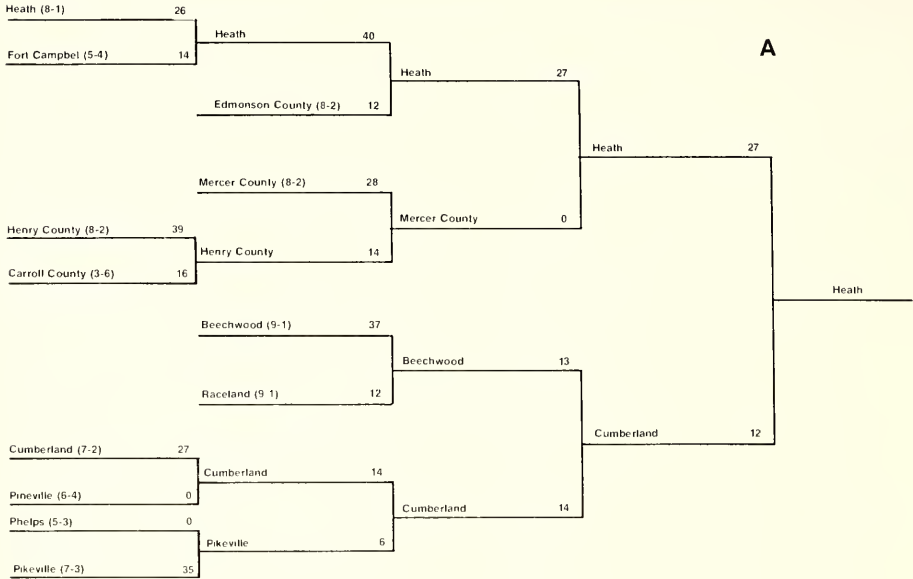 Heath (8-1) 26
Heath 40
Fort Campbel (5-4) 14
Heath 27
Edmonson County (8-2) 12
A
Heath 27
Mercer County (8-2) 28
Mercer County 0
Henry County (8-2) 39
Henry County 14
Carroll County (3-6) 16
Heath
Beechwood (9-1) 37
Beechwood 13
Raceland (9 1) 12
Cumberland 12
Cumberland (7-2) 27
Cumberland 14
Pineville (6-4) 0
Cumberland 14
Phelps (5-3) 0
Pikeville 6
Pikeville (7-3) 35